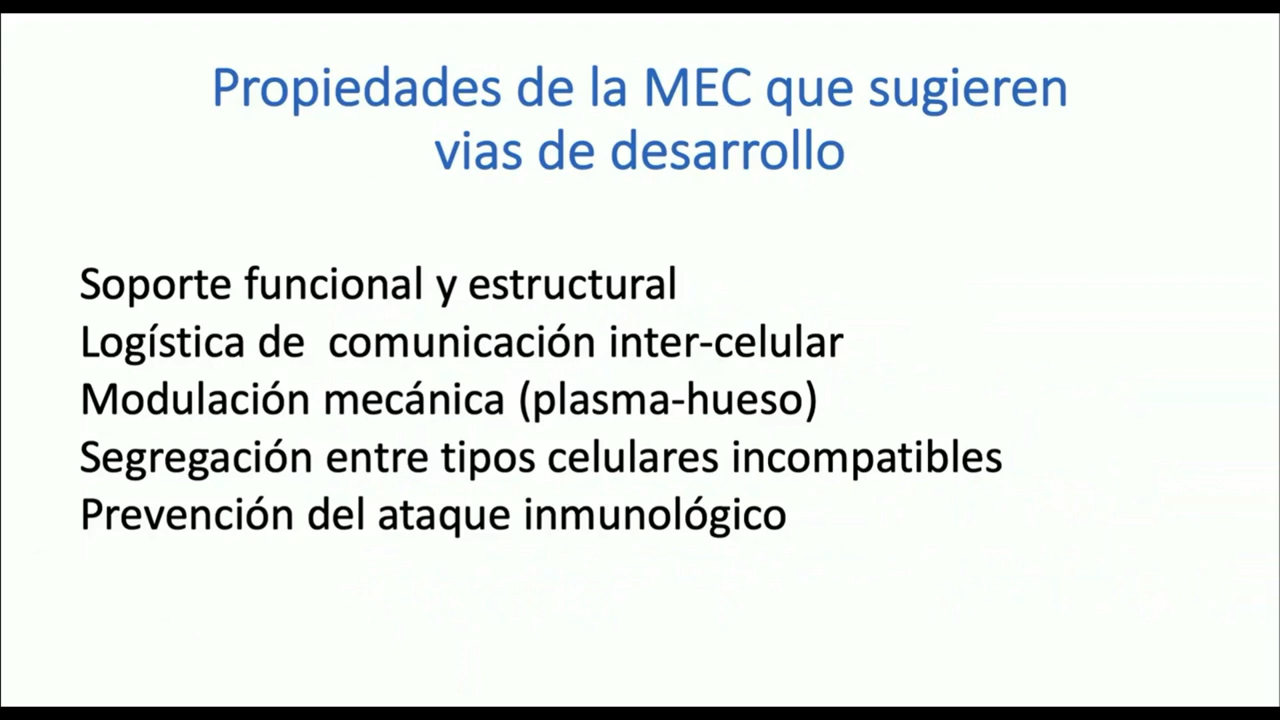 Propiedades de la MEC que sugieren
vias de desarrollo
Soporte funcional y estructural
Logística de  comunicación inter-celular
Modulación mecánica (plasma-hueso)
Segregación entre tipos celulares incompatibles
Prevención del ataque inmunológico